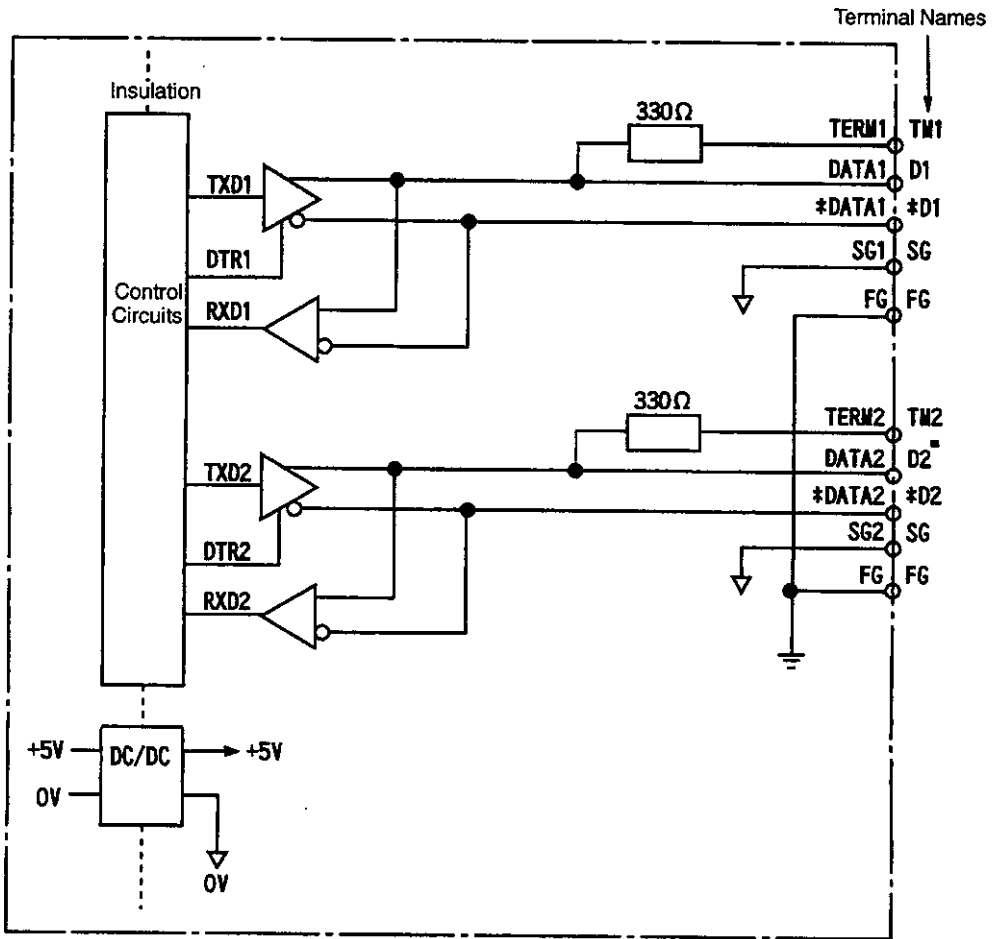 Terminal Names
Insulation
330Ω
TERM1 TM1
DATA1 D1
*DATA1 *D1
SG1 SG
FG FG
TXD1
DTR1
RXD1
Control
Circuits
330Ω
TERM2 TM2
DATA2 D2
*DATA2 *D2
SG2 SG
FG FG
TXD2
DTR2
RXD2
+5V DC/DC +5V
0V
0V